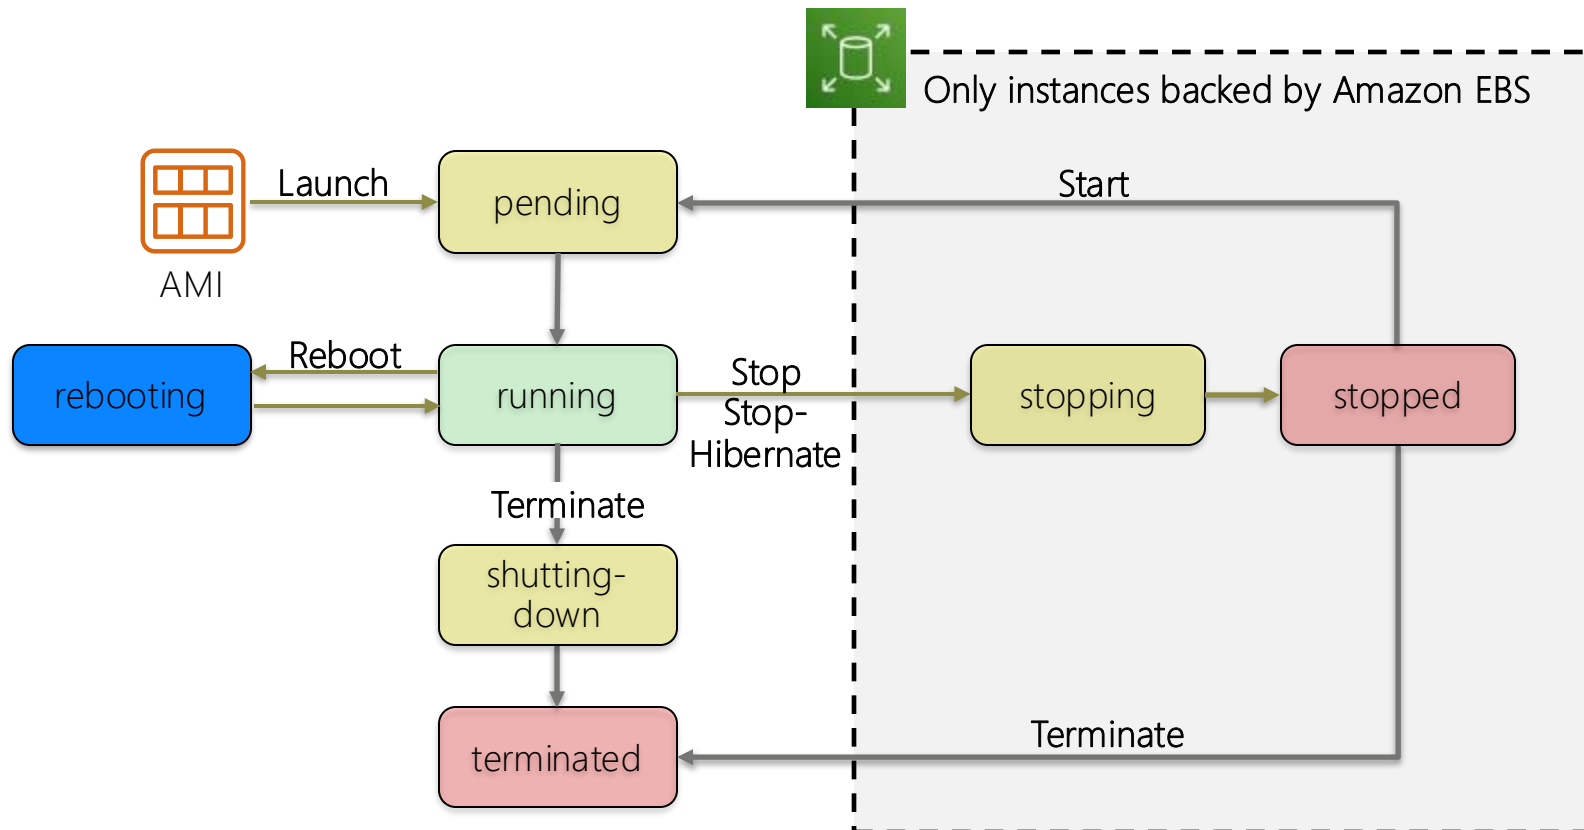 Only instances backed by Amazon EBS
Launch
pending
Start
AMI
Reboot
rebooting
running
Stop
Stop-
Hibernate
stopping
stopped
Terminate
shutting-
down
terminated
Terminate